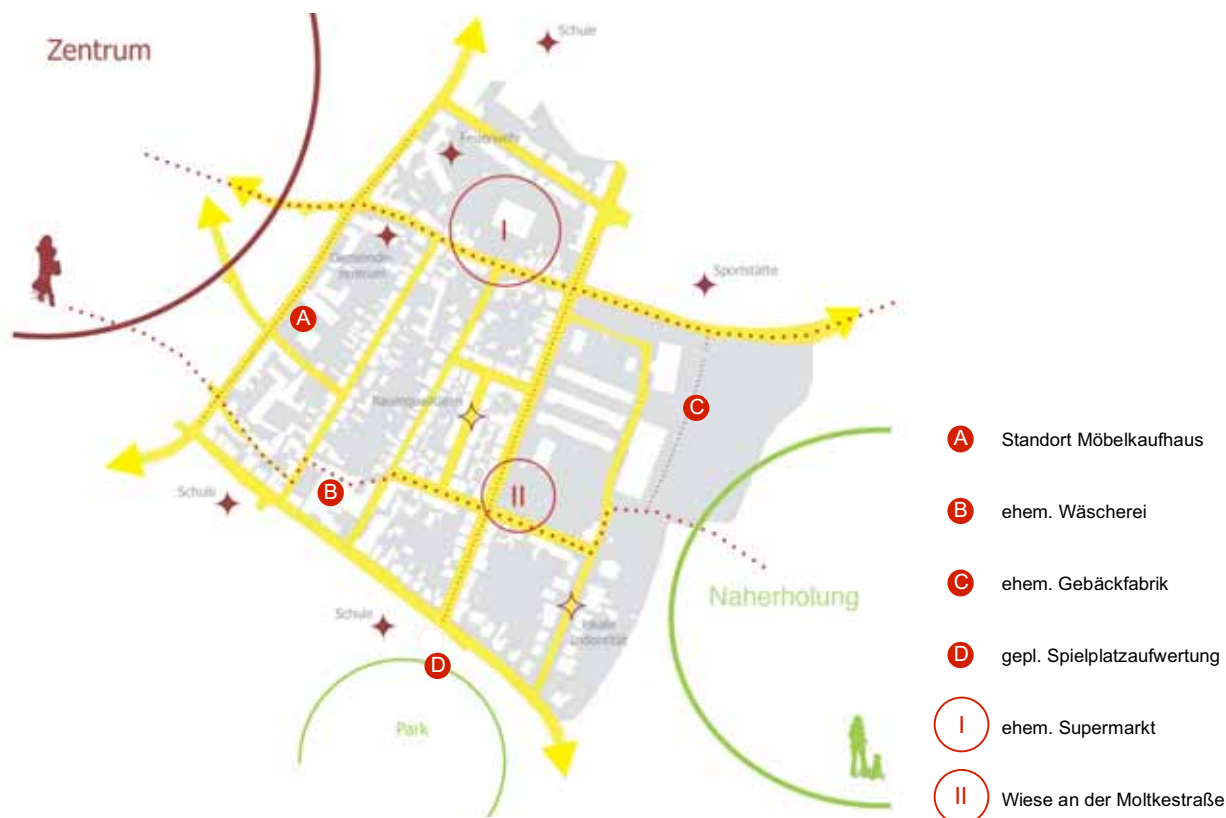 Zentrum
Schule
Feuerwehr
I
Gemeinde-
zentrum
Sportstätte
A
Raumqualitäten
C
B
Schule
II
Naherholung
Schule
lokale
Indentität
D
Park
A Standort Möbelkaufhaus
B ehem. Wäscherei
C ehem. Gebäckfabrik
D gepl. Spielplatzaufwertung
I ehem. Supermarkt
II Wiese an der Moltkestraße